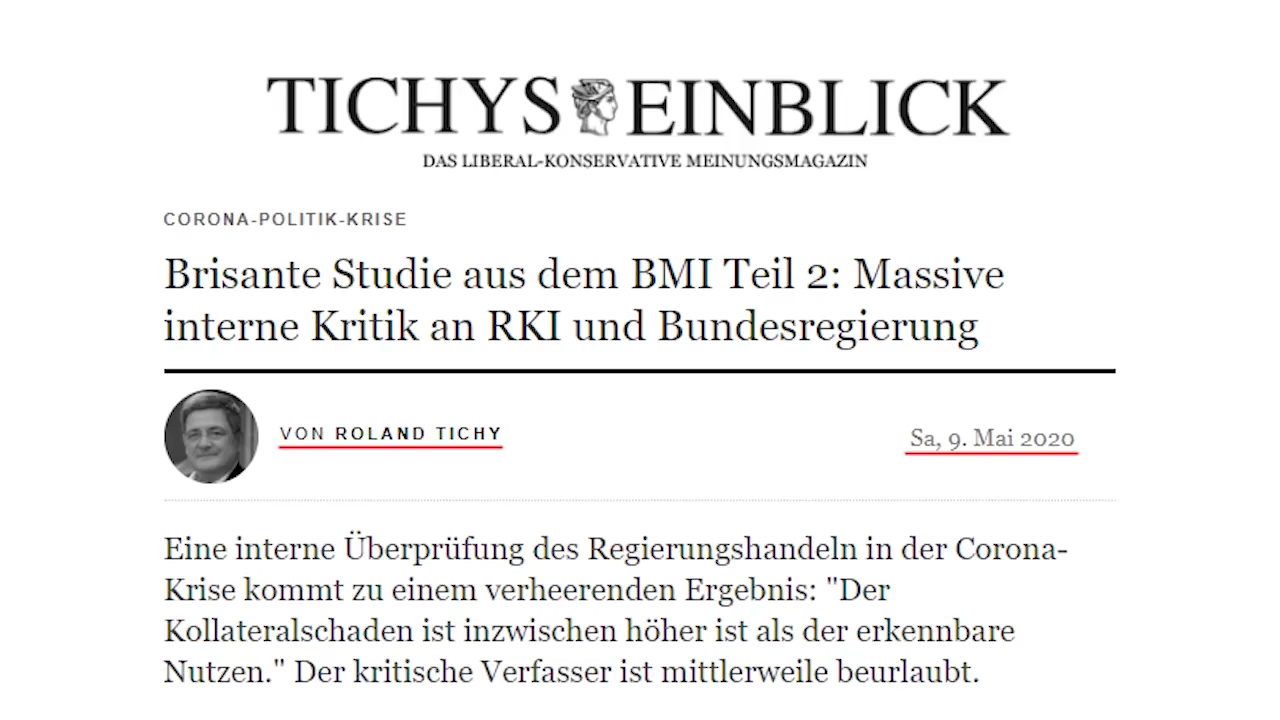 TICHYS EINBLICK
DAS LIBERAL-KONSERVATIVE MEINUNGSMAGAZIN
CORONA-POLITIK-KRISE
Brisante Studie aus dem BMI Teil 2: Massive
interne Kritik an RKI und Bundesregierung
VON ROLAND TICHY
Sa, 9. Mai 2020
Eine interne Überprüfung des Regierungshandeln in der Corona-
Krise kommt zu einem verheerenden Ergebnis: "Der
Kollateralschaden ist inzwischen höher ist als der erkennbare
Nutzen." Der kritische Verfasser ist mittlerweile beurlaubt.